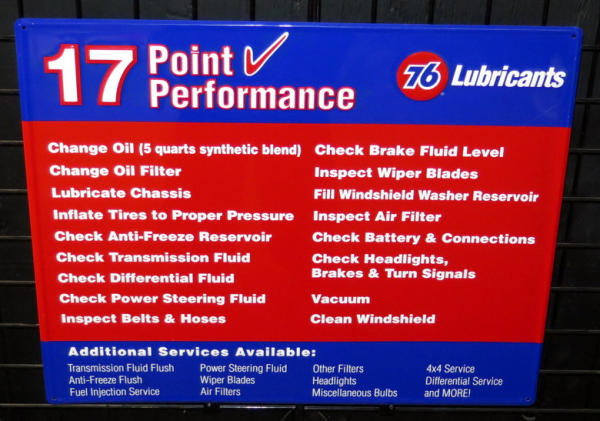 17 Point
Performance
76 Lubricants
Change Oil (5 quarts synthetic blend)
Change Oil Filter
Lubricate Chassis
Inflate Tires to Proper Pressure
Check Anti-Freeze Reservoir
Check Transmission Fluid
Check Differential Fluid
Check Power Steering Fluid
Inspect Belts & Hoses
Check Brake Fluid Level
Inspect Wiper Blades
Fill Windshield Washer Reservoir
Inspect Air Filter
Check Battery & Connections
Check Headlights,
Brakes & Turn Signals
Vacuum
Clean Windshield
Additional Services Available:
Transmission Fluid Flush
Anti-Freeze Flush
Fuel Injection Service
Power Steering Fluid
Wiper Blades
Air Filters
Other Filters
Headlights
Miscellaneous Bulbs
4x4 Service
Differential Service
and MORE!